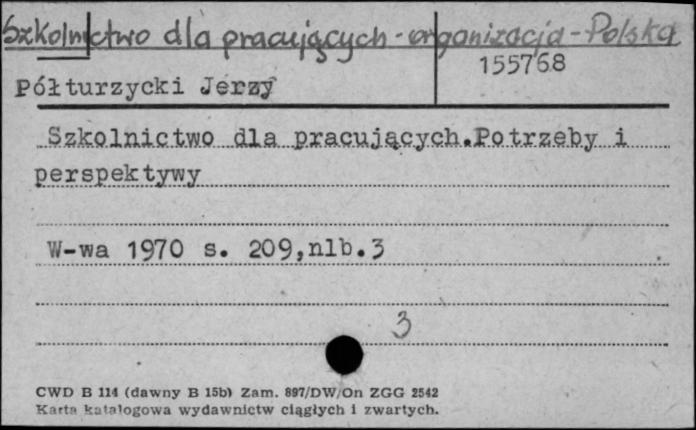 Szkolnictwo dla pracujących - organizacja - Polska
155768
Półturzycki Jerzy
Szkolnictwo dla pracujących.Potrzeby i
perspektywy
W-wa 1970 s. 209,nlb.3
3
CWD B 114 (dawny B 15b) Zam. 897/DW/On ZGG 2542
Karta katalogowa wydawnictw ciągłych i zwartych.